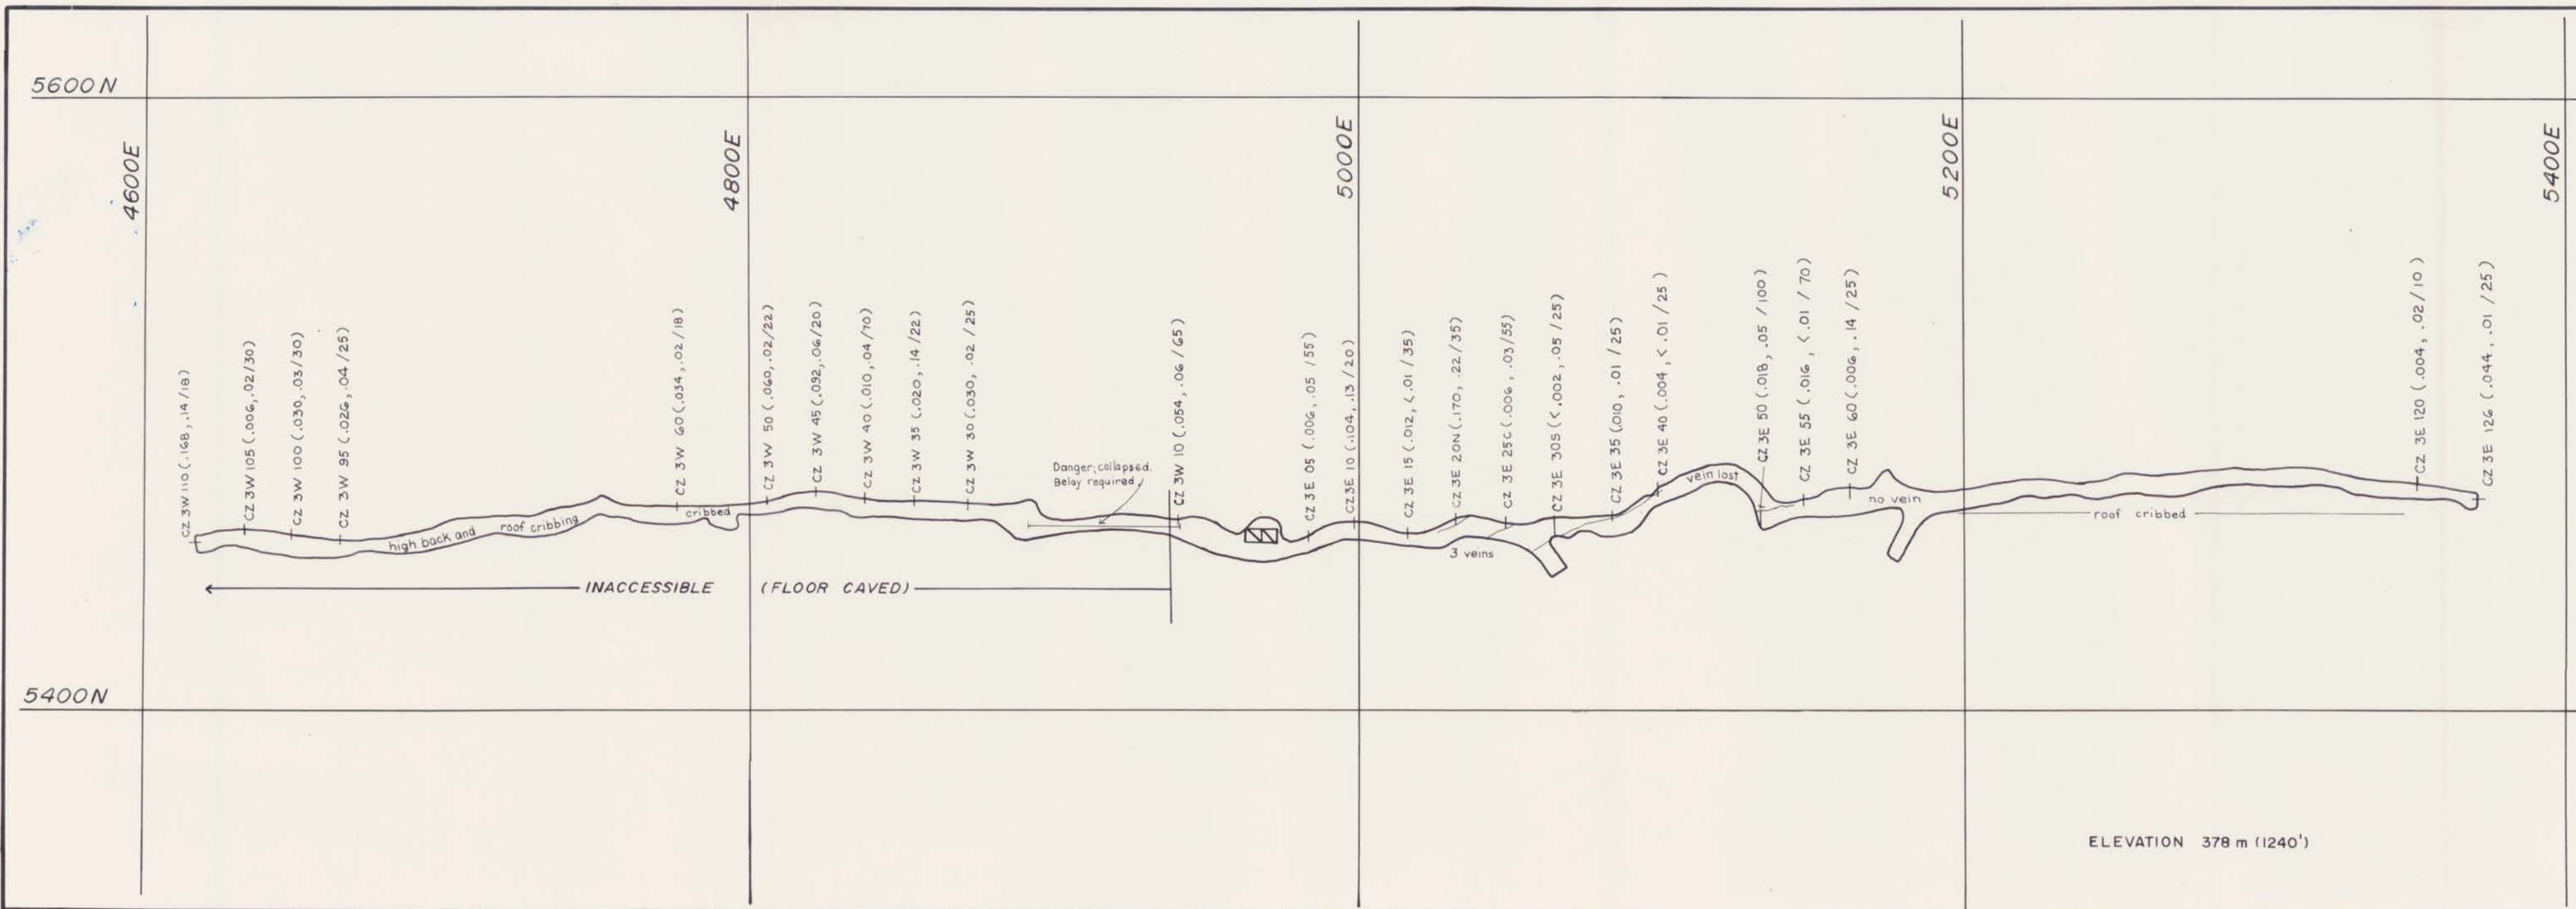 5600N
4600E
4800E
5000E
5200E
5400E
CZ 3W 110 (.168, .14 /18)
CZ 3W 105 (.006, .02/30)
CZ 3W 100 (.030, .03/30)
CZ 3W 95 (.026, .04 /25)
CZ 3W 60 (.034, .02/18)
CZ 3W 50 (.060, .02/22)
CZ 3W 45 (.092, .06/20)
CZ 3W 40 (.010, .04/70)
CZ 3W 35 (.020, .14 /22)
CZ 3W 30 (.030, .02 /25)
CZ 3W 10 (.054, .06 /65)
CZ 3E 05 (.006, .05 /55)
CZ3E 10 (.104, .13 / 20)
CZ 3E 15 (.012, <.01 / 35)
CZ 3E 20N (.170, .22/35)
CZ 3E 25C (.006, .03/55)
CZ 3E 30S (<.002, .05 /25)
CZ 3E 35 (.010, .01 /25)
CZ 3E 40 (.004, <.01 /25)
CZ 3E 50 (.018, .05 /100)
CZ 3E 55 (.016, <.01 / 70)
CZ 3E 60 (.006, .14 / 25)
CZ 3E 120 (.004, .02/10)
CZ 3E 126 (.044, .01 /25)
Danger; collapsed.
Belay required.
high back and roof cribbing
cribbed
3 veins
vein lost
no vein
roof cribbed
INACCESSIBLE (FLOOR CAVED)
5400N
ELEVATION 378 m (1240')